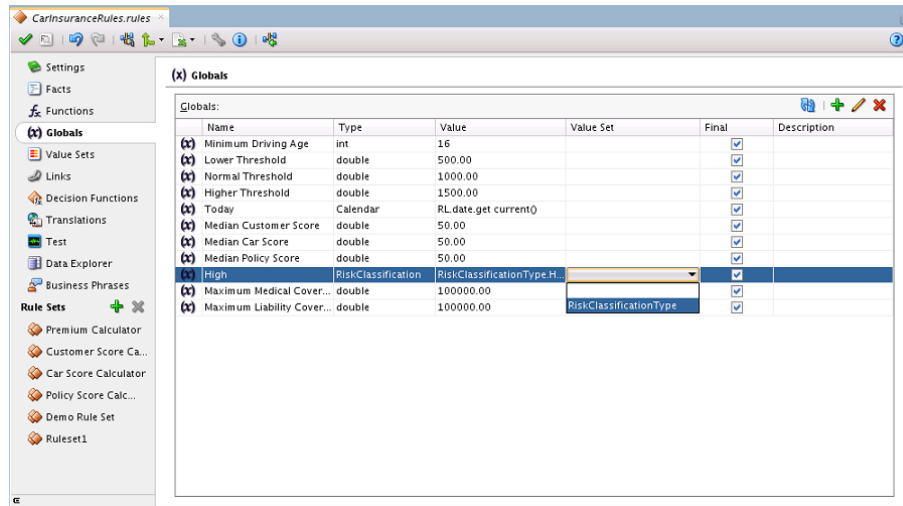 CarInsuranceRules.rules
Settings
Facts
Functions
(x) Globals
Value Sets
Links
Decision Functions
Translations
Test
Data Explorer
Business Phrases
Rule Sets
Premium Calculator
Customer Score Ca...
Car Score Calculator
Policy Score Calc...
Demo Rule Set
Ruleset1
(x) Globals
Globals:
Name Type Value Value Set Final Description
(x) Minimum Driving Age int 16
(x) Lower Threshold double 500.00
(x) Normal Threshold double 1000.00
(x) Higher Threshold double 1500.00
(x) Today Calendar RL.date.get current()
(x) Median Customer Score double 50.00
(x) Median Car Score double 50.00
(x) Median Policy Score double 50.00
(x) High RiskClassification RiskClassificationType.H...
(x) Maximum Medical Cover... double 100000.00
RiskClassificationType
(x) Maximum Liability Cover... double 100000.00